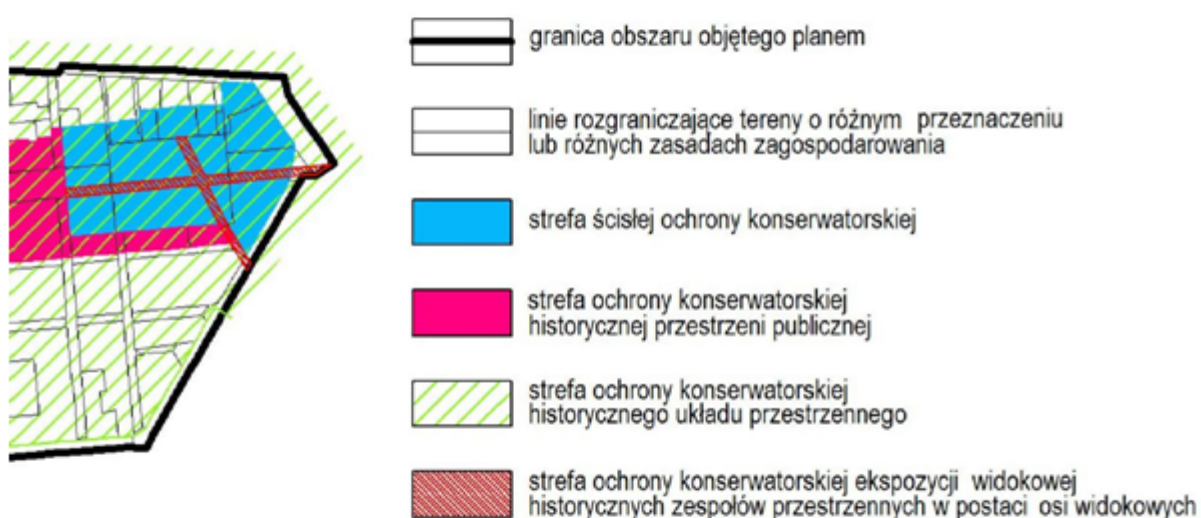 granica obszaru objętego planem
linie rozgraniczające tereny o różnym przeznaczeniu
lub różnych zasadach zagospodarowania
strefa ścisłej ochrony konserwatorskiej
strefa ochrony konserwatorskiej
historycznej przestrzeni publicznej
strefa ochrony konserwatorskiej
historycznego układu przestrzennego
strefa ochrony konserwatorskiej ekspozycji widokowej
historycznych zespołów przestrzennych w postaci osi widokowych